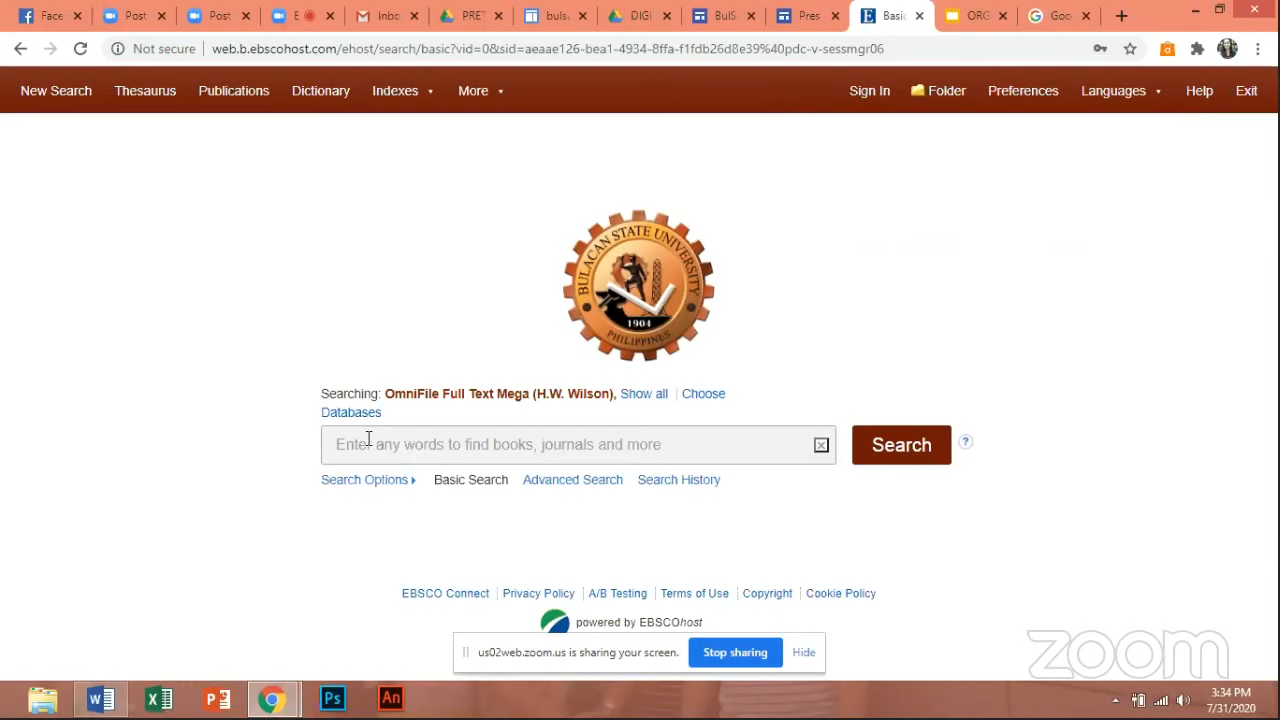 Face
Post
Post
E
Inbo
PRET
buls
DIGI
BulS
Pres
Basic
ORG
Goo
Not secure
web.b.ebscohost.com/ehost/search/basic?vid=0&sid=aeaae126-bea1-4934-8ffa-f1fdb26d8e39%40pdc-v-sessmgr06
New Search Thesaurus Publications Dictionary Indexes More Sign In Folder Preferences Languages Help Exit
BULACAN STATE UNIVERSITY
1904
PHILIPPINES
Searching: OmniFile Full Text Mega (H.W. Wilson), Show all Choose
Databases
Enter any words to find books, journals and more
Search
?
Search Options Basic Search Advanced Search Search History
EBSCO Connect Privacy Policy A/B Testing Terms of Use Copyright Cookie Policy
powered by EBSCOhost
us02web.zoom.us is sharing your screen. Stop sharing Hide
zoom
Ps
An
3:34 PM
7/31/2020